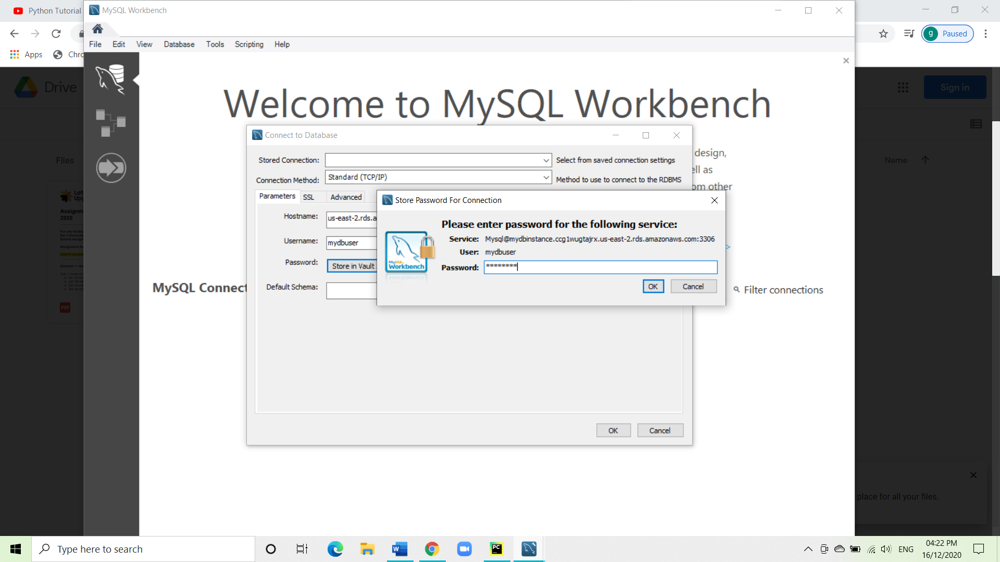 Python Tutorial
MySQL Workbench
Paused
g
File Edit View Database Tools Scripting Help
Apps
Chro
Drive
Sign in
Welcome to MySQL Workbench
Connect to Database
design,
Files
Stored Connection:
Select from saved connection settings
Name
ell as
Connection Method: Standard (TCP/IP)
Method to use to connect to the RDBMS
om other
Parameters SSL Advanced
Store Password For Connection
Assignm
2020
Hostname: us-east-2.rds.a
Please enter password for the following service:
Service: Mysql@mydbinstance.ccg1wugtajrx.us-east-2.rds.amazonaws.com:3306
>
Username: mydbuser
User: mydbuser
Password: Store in Vault
Password: ********
MySQL
Workbench
OK Cancel
Default Schema:
MySQL Connect
Filter connections
PDF
OK Cancel
place for all your files.
Type here to search
W
PC
ENG
04:22 PM
16/12/2020